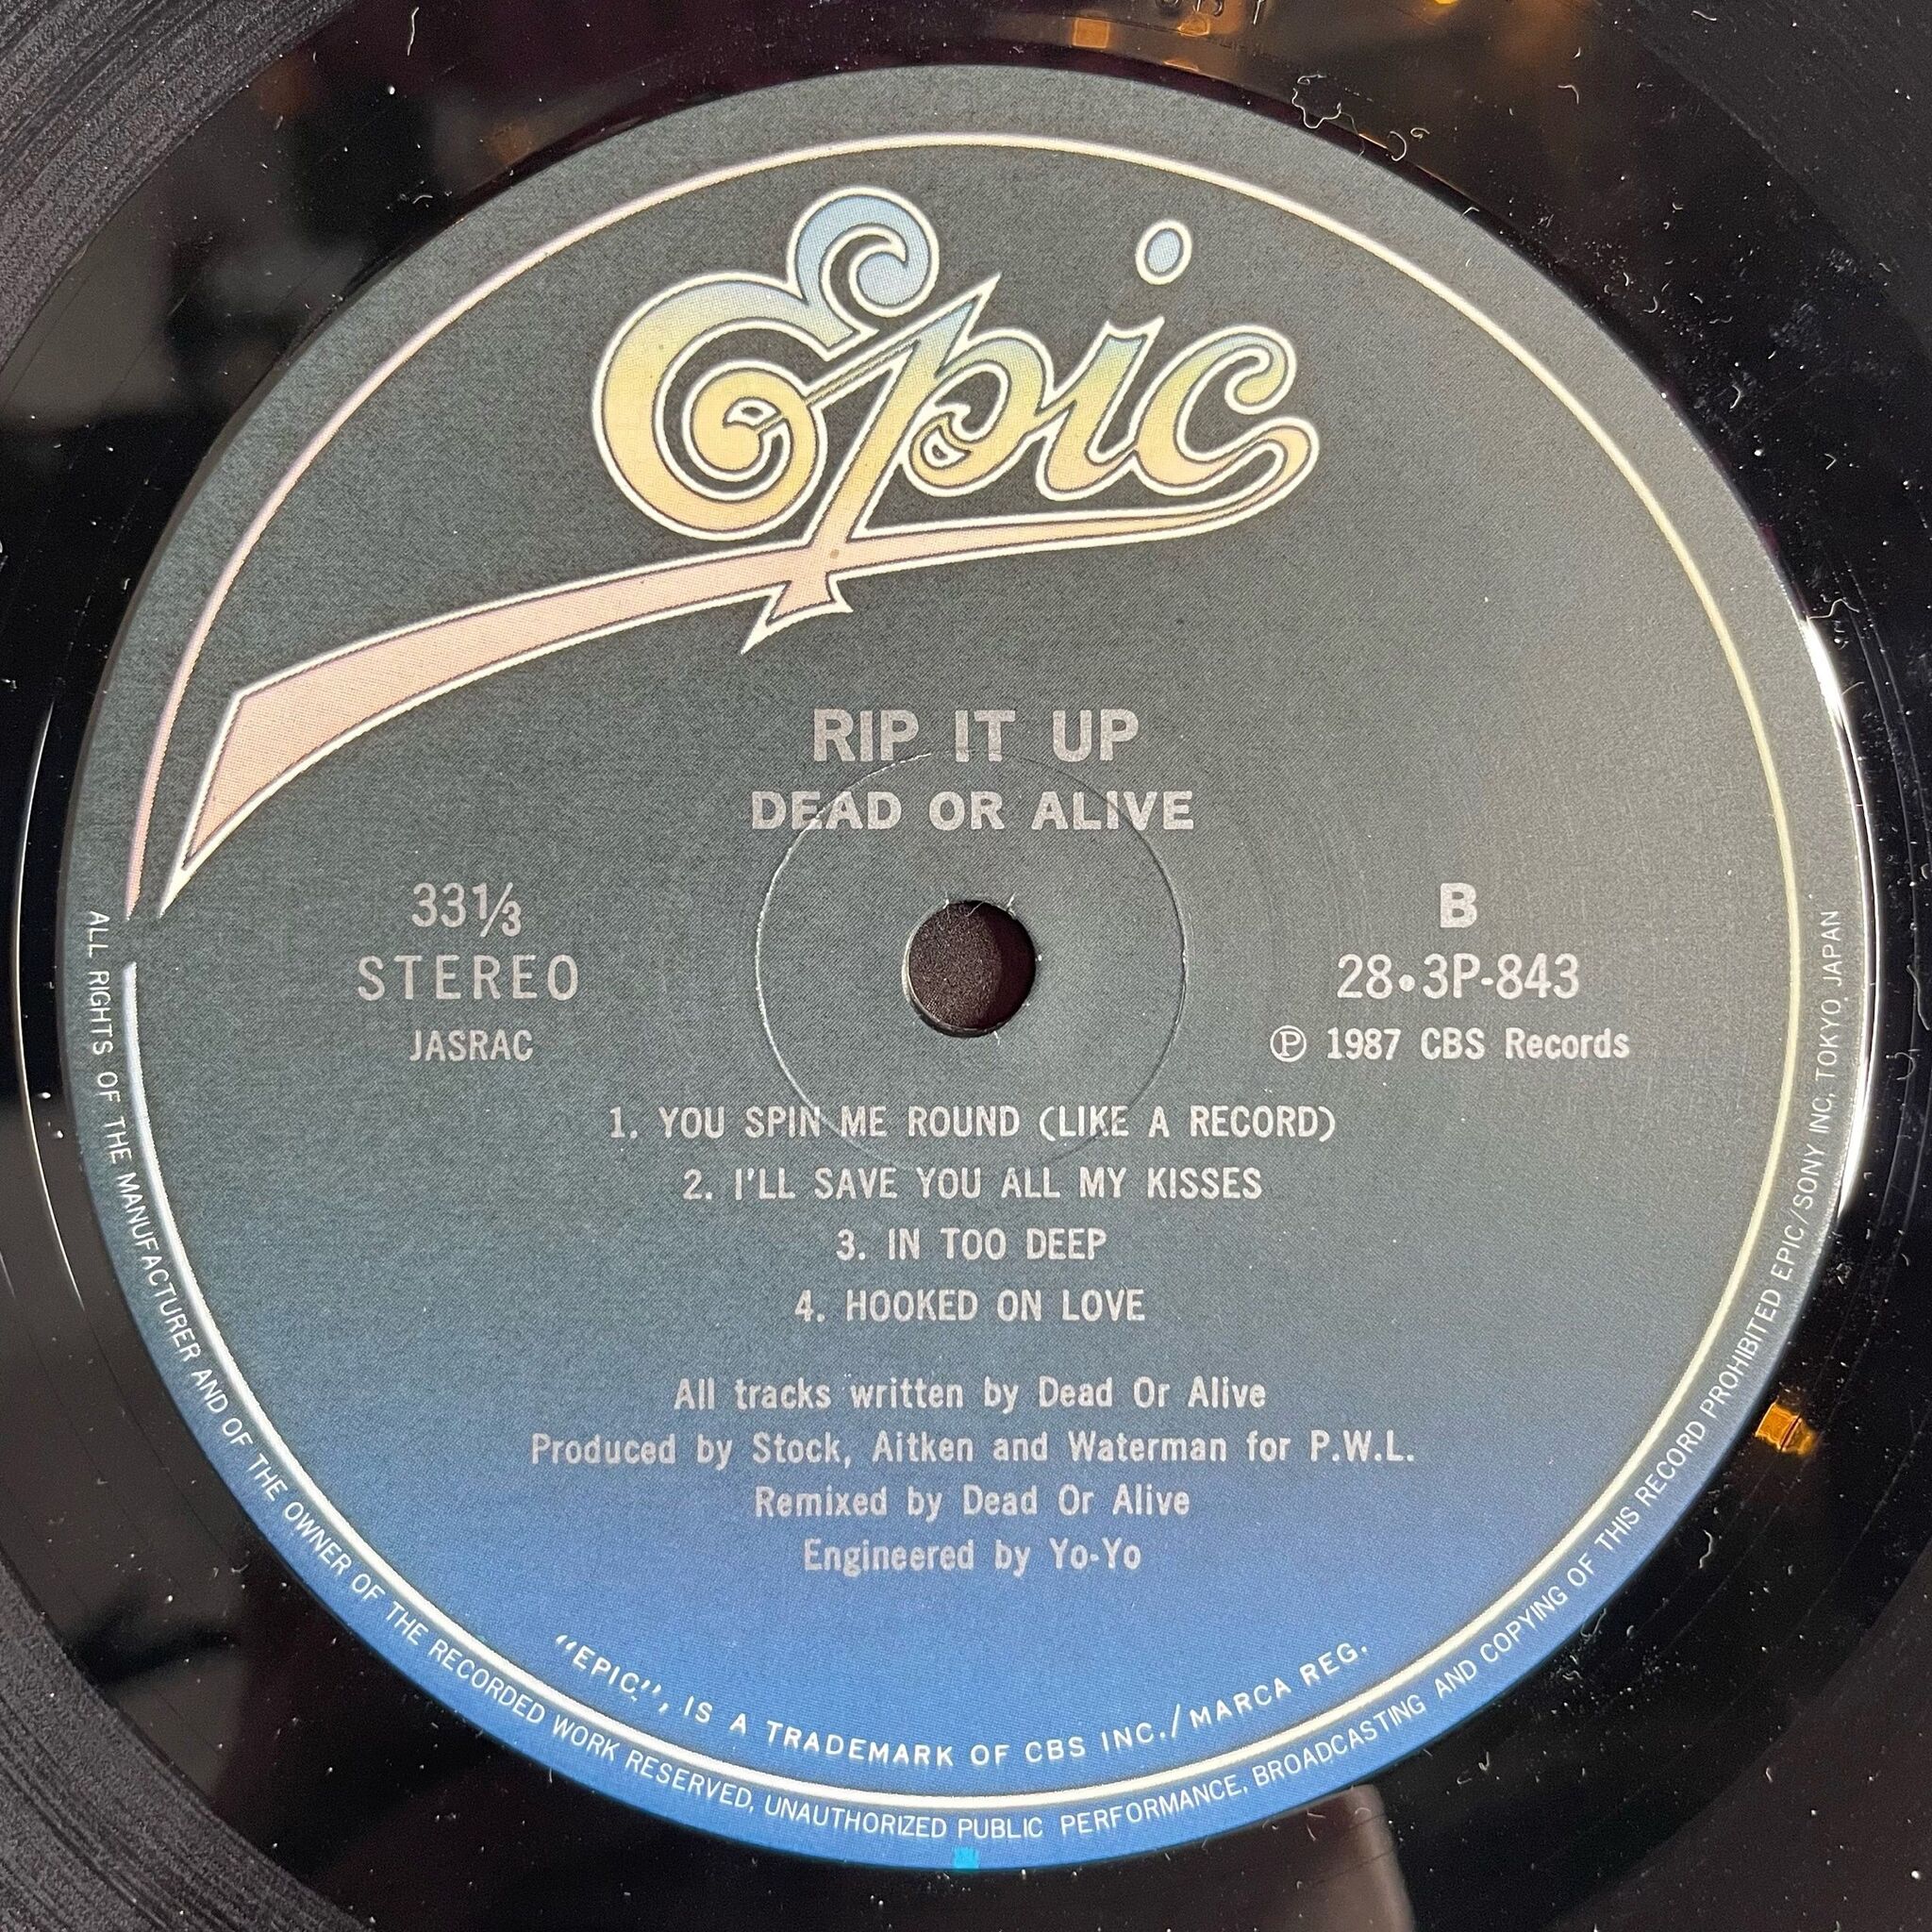 Epic
RIP IT UP
DEAD OR ALIVE
33⅓
STEREO
JASRAC
B
28•3P-843
Ⓟ 1987 CBS Records
1. YOU SPIN ME ROUND (LIKE A RECORD)
2. I'LL SAVE YOU ALL MY KISSES
3. IN TOO DEEP
4. HOOKED ON LOVE
All tracks written by Dead Or Alive
Produced by Stock, Aitken and Waterman for P.W.L.
Remixed by Dead Or Alive
Engineered by Yo-Yo
"EPIC", IS A TRADEMARK OF CBS INC./MARCA REG.
ALL RIGHTS OF THE MANUFACTURER AND OF THE OWNER OF THE RECORDED WORK RESERVED, UNAUTHORIZED PUBLIC PERFORMANCE, BROADCASTING AND COPYING OF THIS RECORD PROHIBITED EPIC/SONY INC, TOKYO JAPAN